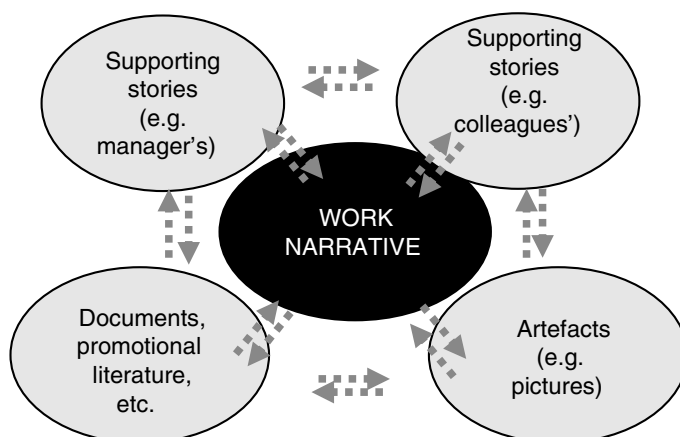 Supporting
stories
(e.g.
manager's)
Supporting
stories
(e.g.
colleagues')
WORK
NARRATIVE
Documents,
promotional
literature,
etc.
Artefacts
(e.g.
pictures)